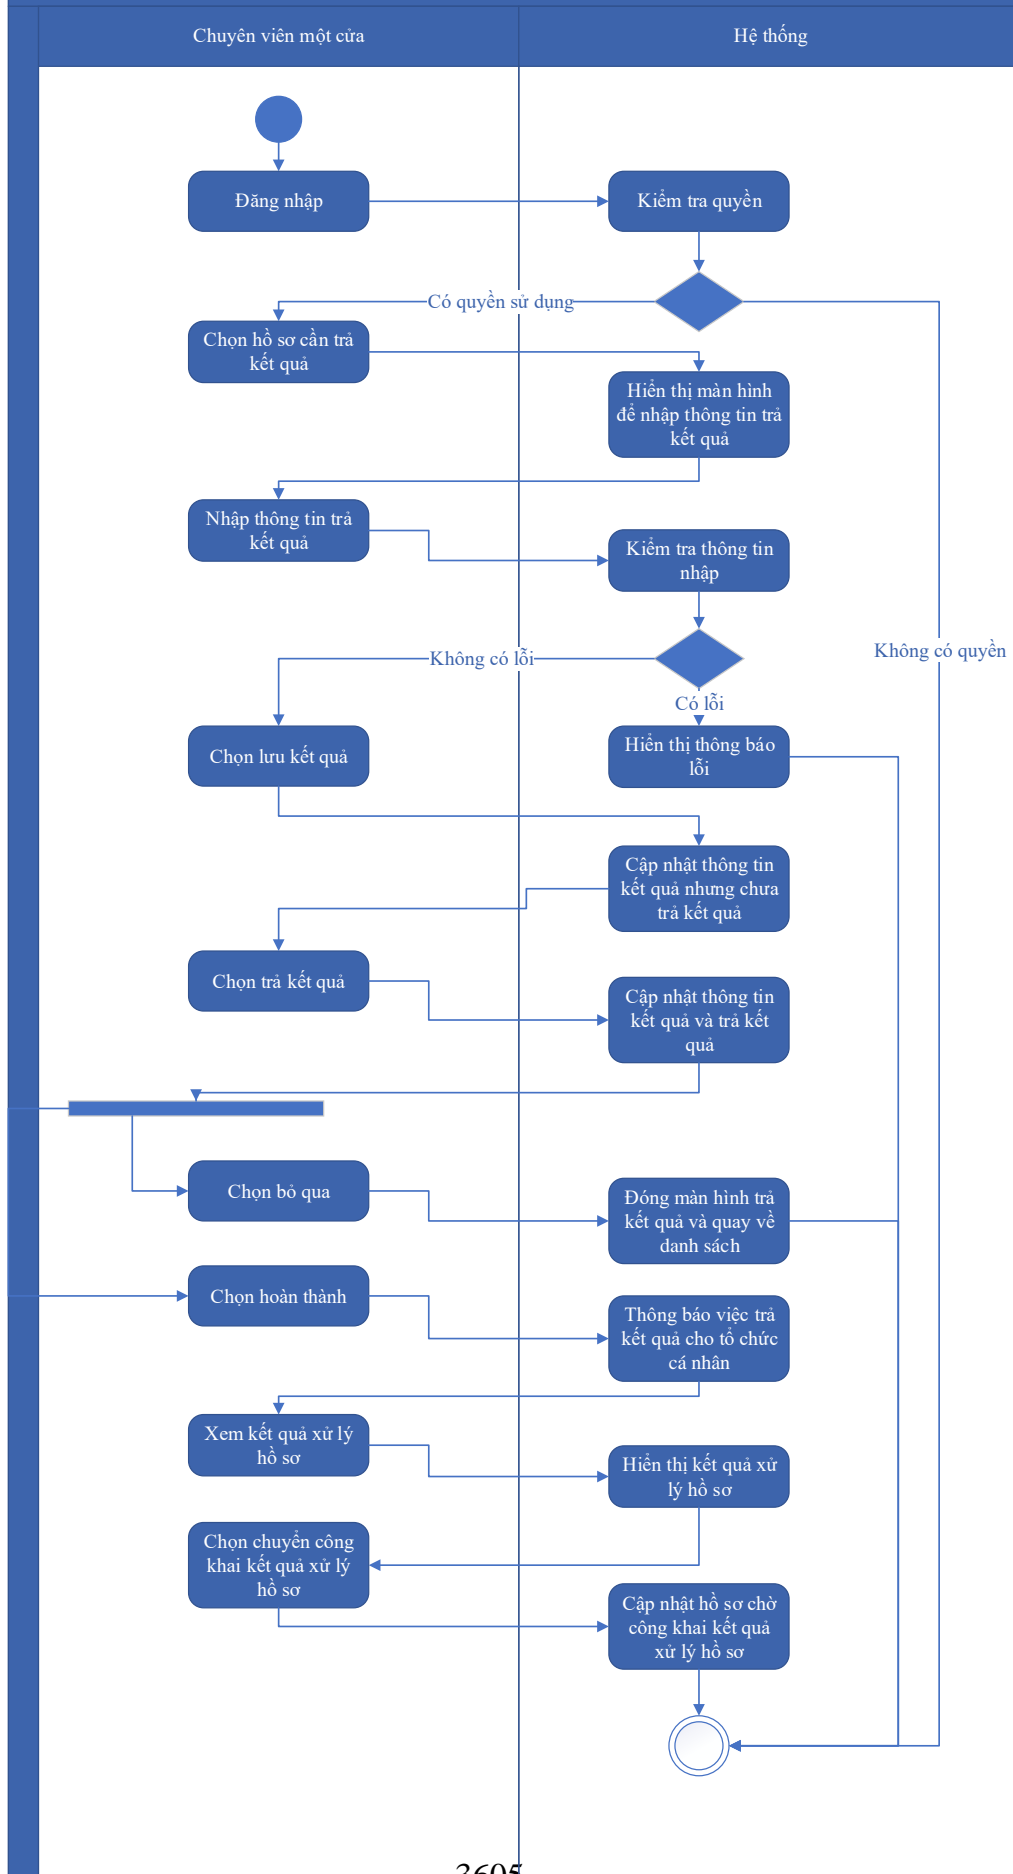 Chuyên viên một cửa
Hệ thống
Đăng nhập
Kiểm tra quyền
Có quyền sử dụng
Chọn hồ sơ cần trả
kết quả
Hiển thị màn hình
để nhập thông tin trả
kết quả
Nhập thông tin trả
kết quả
Kiểm tra thông tin
nhập
Không có quyền
Không có lỗi
Có lỗi
Chọn lưu kết quả
Hiển thị thông báo
lỗi
Cập nhật thông tin
kết quả nhưng chưa
trả kết quả
Chọn trả kết quả
Cập nhật thông tin
kết quả và trả kết
quả
Chọn bỏ qua
Đóng màn hình trả
kết quả và quay về
danh sách
Chọn hoàn thành
Thông báo việc trả
kết quả cho tổ chức
cá nhân
Xem kết quả xử lý
hồ sơ
Hiển thị kết quả xử
lý hồ sơ
Chọn chuyển công
khai kết quả xử lý
hồ sơ
Cập nhật hồ sơ chờ
công khai kết quả
xử lý hồ sơ